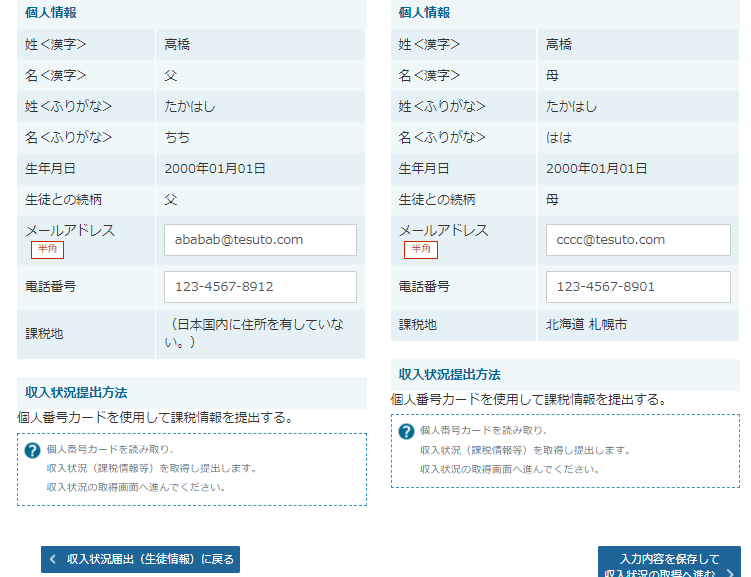 個人情報
姓＜漢字＞ 高橋
名＜漢字＞ 父
姓＜ふりがな＞ たかはし
名＜ふりがな＞ ちち
生年月日 2000年01月01日
生徒との続柄 父
メールアドレス
半角
ababab@tesuto.com
電話番号 123-4567-8912
課税地 （日本国内に住所を有していな
い。）
収入状況提出方法
個人番号カードを使用して課税情報を提出する。
? 個人番号カードを読み取り、
収入状況（課税情報等）を取得し提出します。
収入状況の取得画面へ進んでください。
個人情報
姓＜漢字＞ 高橋
名＜漢字＞ 母
姓＜ふりがな＞ たかはし
名＜ふりがな＞ はは
生年月日 2000年01月01日
生徒との続柄 母
メールアドレス
半角
cccc@tesuto.com
電話番号 123-4567-8901
課税地 北海道 札幌市
収入状況提出方法
個人番号カードを使用して課税情報を提出する。
? 個人番号カードを読み取り、
収入状況（課税情報等）を取得し提出します。
収入状況の取得画面へ進んでください。
収入状況届出（生徒情報）に戻る
入力内容を保存して
収入状況の取得へ進む